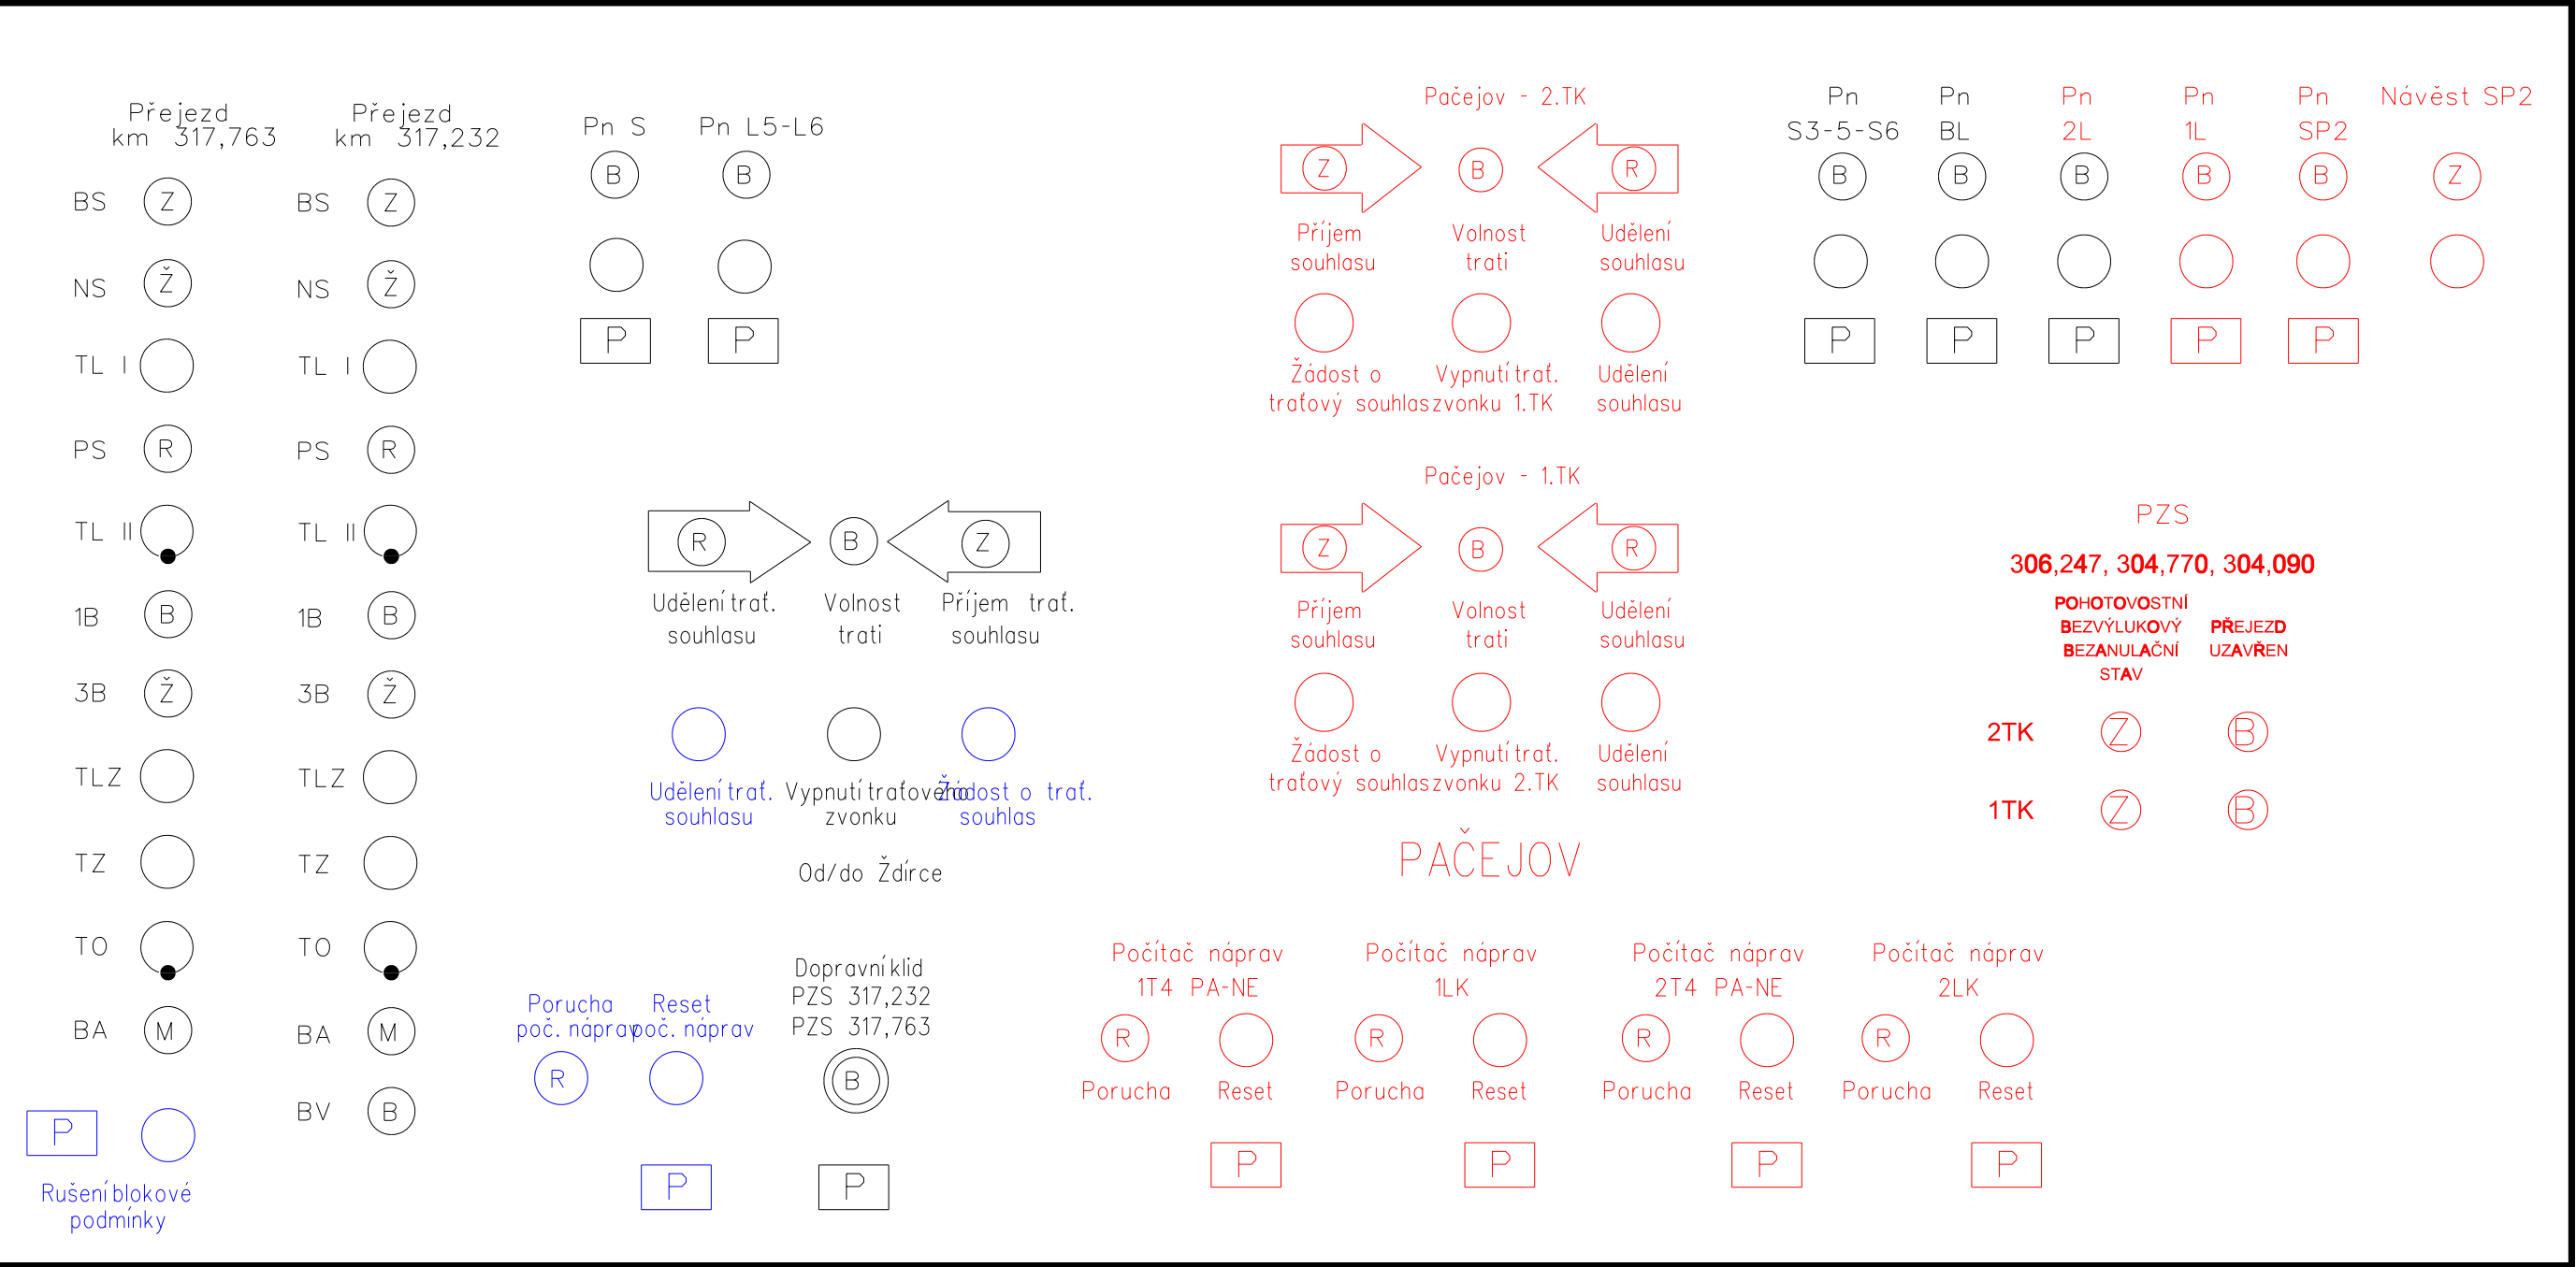 Přejezd
km 317,763
BS Z
NS Ž
TL I
PS R
TL II
1B B
3B Ž
TLZ
TZ
TO
BA M
P
Rušení blokové
podmínky
Přejezd
km 317,232
BS Z
NS Ž
TL I
PS R
TL II
1B B
3B Ž
TLZ
TZ
TO
BA M
BV B
Pn S
B
P
Pn L5-L6
B
P
R B Z
Udělení trať.
souhlasu
Volnost
trati
Příjem trať.
souhlasu
Udělení trať.
souhlasu
Vypnutí traťového
zvonku
Žádost o trať.
souhlas
Od/do Ždírce
Porucha
poč. náprav
R
Reset
poč. náprav
P
Dopravní klid
PZS 317,232
PZS 317,763
B
P
Pačejov - 2.TK
Z B R
Příjem
souhlasu
Volnost
trati
Udělení
souhlasu
Žádost o
traťový souhlas
Vypnutí trať.
zvonku 1.TK
Udělení
souhlasu
Pačejov - 1.TK
Z B R
Příjem
souhlasu
Volnost
trati
Udělení
souhlasu
Žádost o
traťový souhlas
Vypnutí trať.
zvonku 2.TK
Udělení
souhlasu
PAČEJOV
Počítač náprav
1T4 PA-NE
R
Porucha Reset
P
Počítač náprav
1LK
R
Porucha Reset
P
Počítač náprav
2T4 PA-NE
R
Porucha Reset
P
Počítač náprav
2LK
R
Porucha Reset
P
Pn
S3-5-S6
B
P
Pn
BL
B
P
Pn
2L
B
P
Pn
1L
B
P
Pn
SP2
B
P
Návěst SP2
Z
PZS
306,247, 304,770, 304,090
POHOTOVOSTNÍ
BEZVÝLUKOVÝ
BEZANULAČNÍ
STAV
PŘEJEZD
UZAVŘEN
2TK Z B
1TK Z B